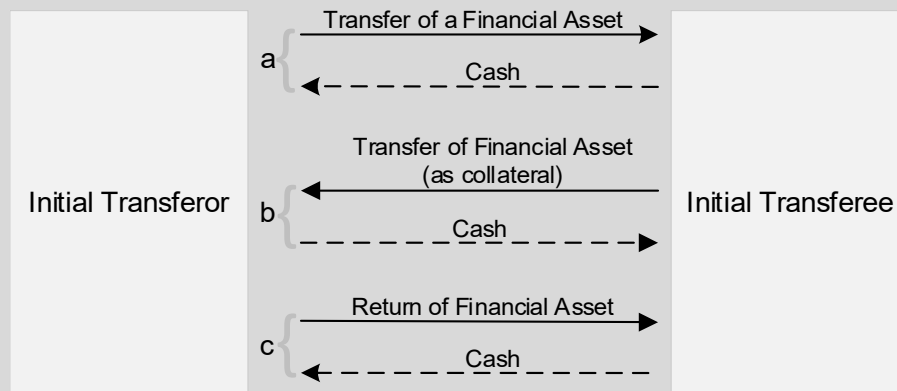 Transfer of a Financial Asset
a
Cash
Transfer of Financial Asset
(as collateral)
Initial Transferor
b
Initial Transferee
Cash
Return of Financial Asset
c
Cash